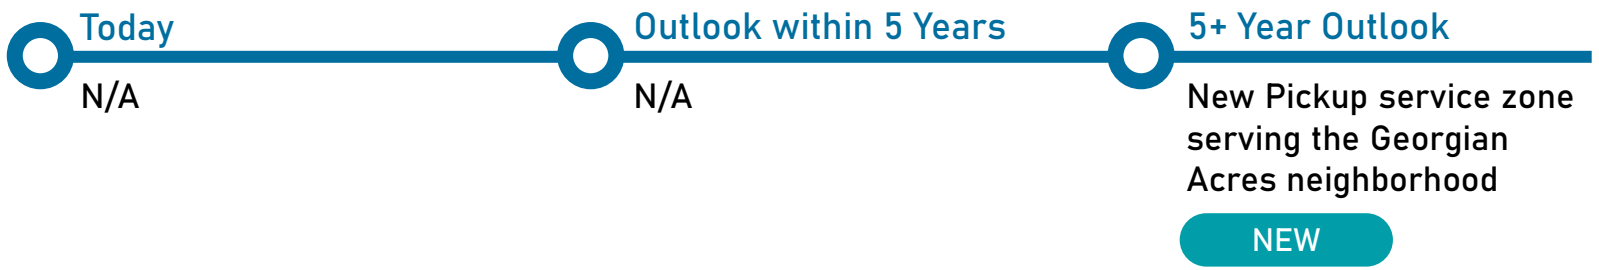 Today
N/A
Outlook within 5 Years
N/A
5+ Year Outlook
New Pickup service zone
serving the Georgian
Acres neighborhood
NEW